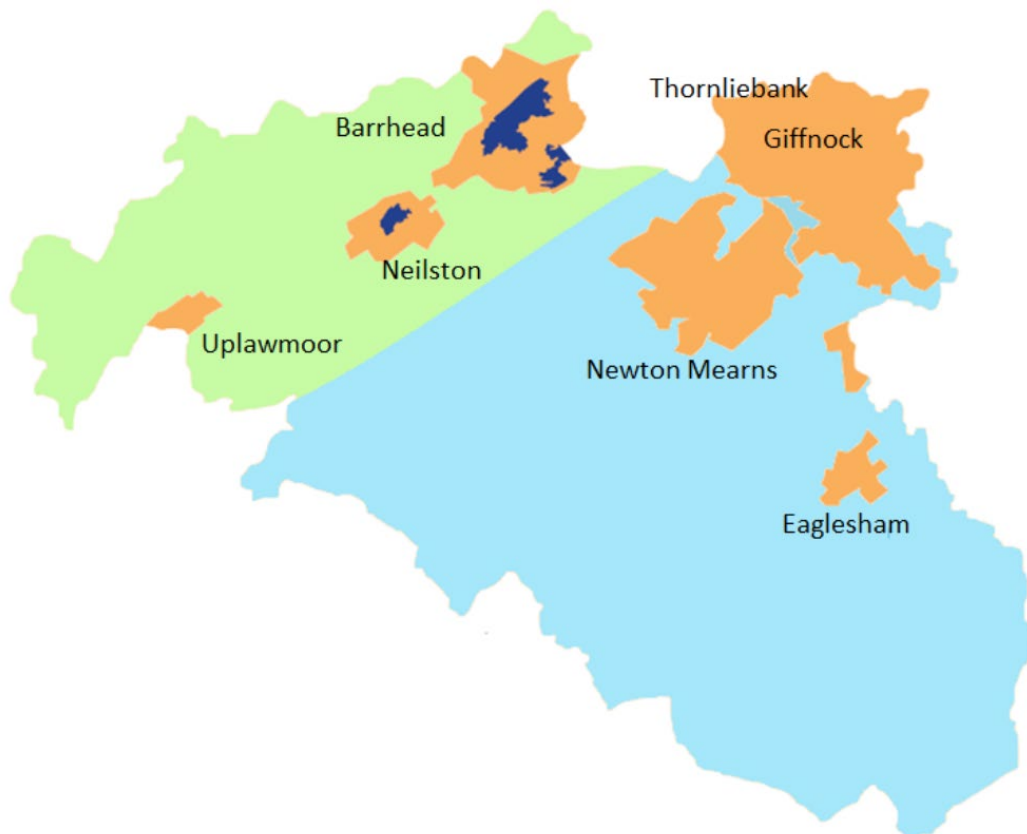 Thornliebank
Barrhead
Giffnock
Neilston
Uplawmoor
Newton Mearns
Eaglesham